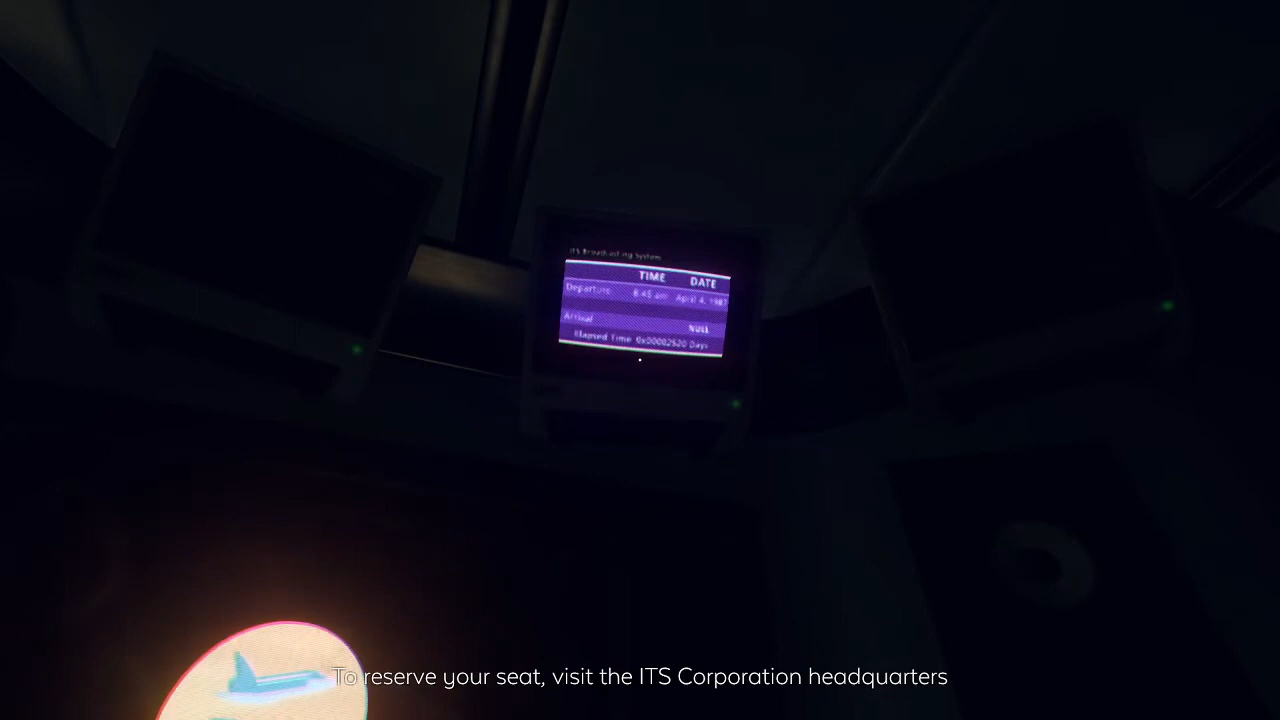 ITS Broadcasting System
TIME DATE
Departure 8:45 am April 4, 1987
Arrival NULL
Elapsed Time 0x00002520 Days
To reserve your seat, visit the ITS Corporation headquarters